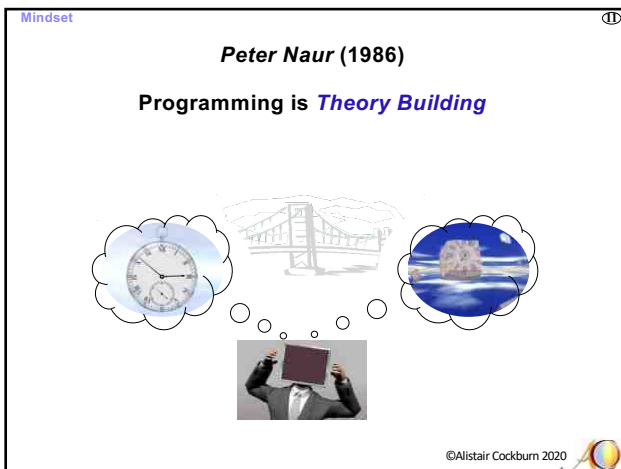 Mindset
11
Peter Naur (1986)
Programming is Theory Building
©Alistair Cockburn 2020